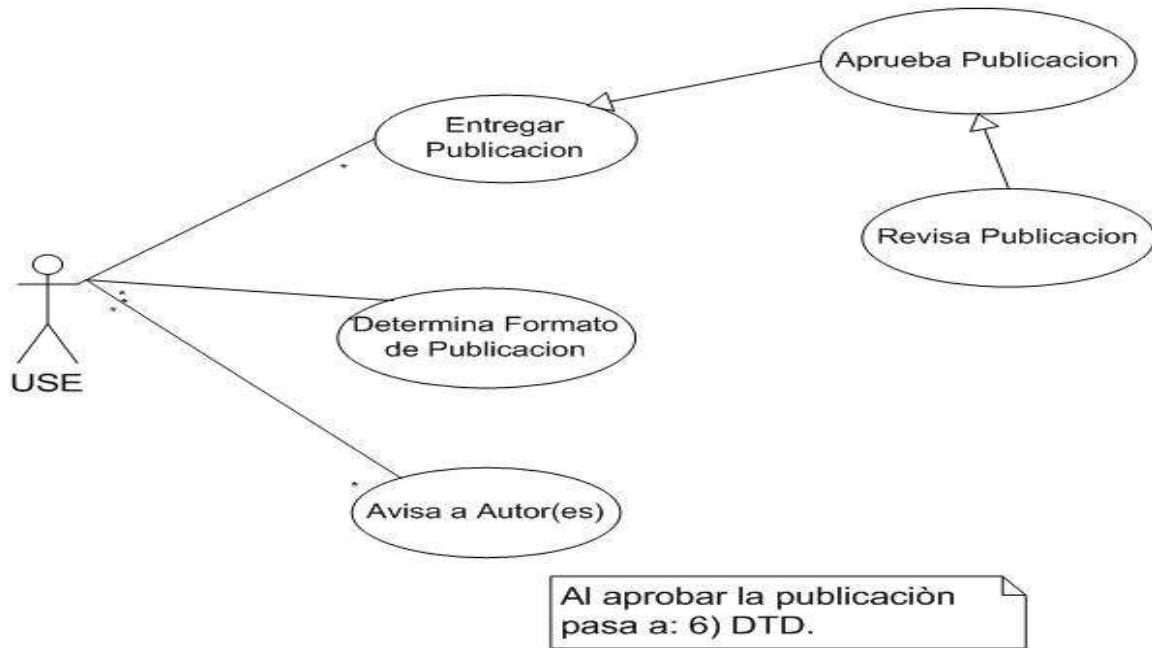 Aprueba Publicacion
Entregar
Publicacion
*
Revisa Publicacion
*
*
*
USE
Determina Formato
de Publicacion
*
Avisa a Autor(es)
Al aprobar la publicaciòn
pasa a: 6) DTD.